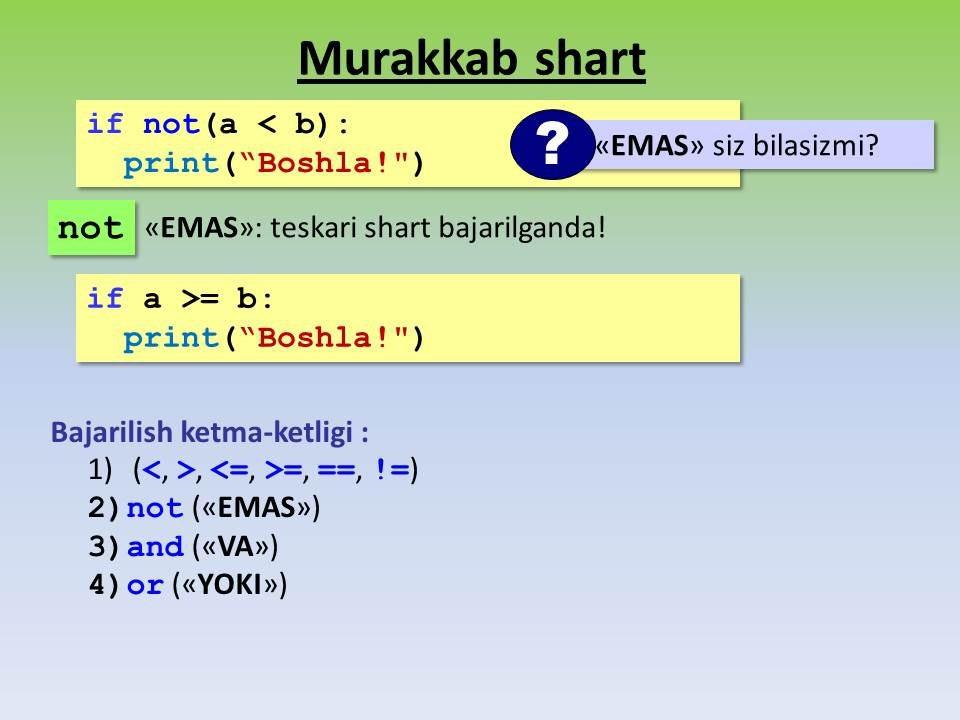 Murakkab shart
if not(a < b):
print(“Boshla!")
?
«EMAS» siz bilasizmi?
not
«EMAS»: teskari shart bajarilganda!
if a >= b:
print(“Boshla!")
Bajarilish ketma-ketligi :
1) (<, >, <=, >=, ==, !=)
2) not («EMAS»)
3) and («VA»)
4) or («YOKI»)